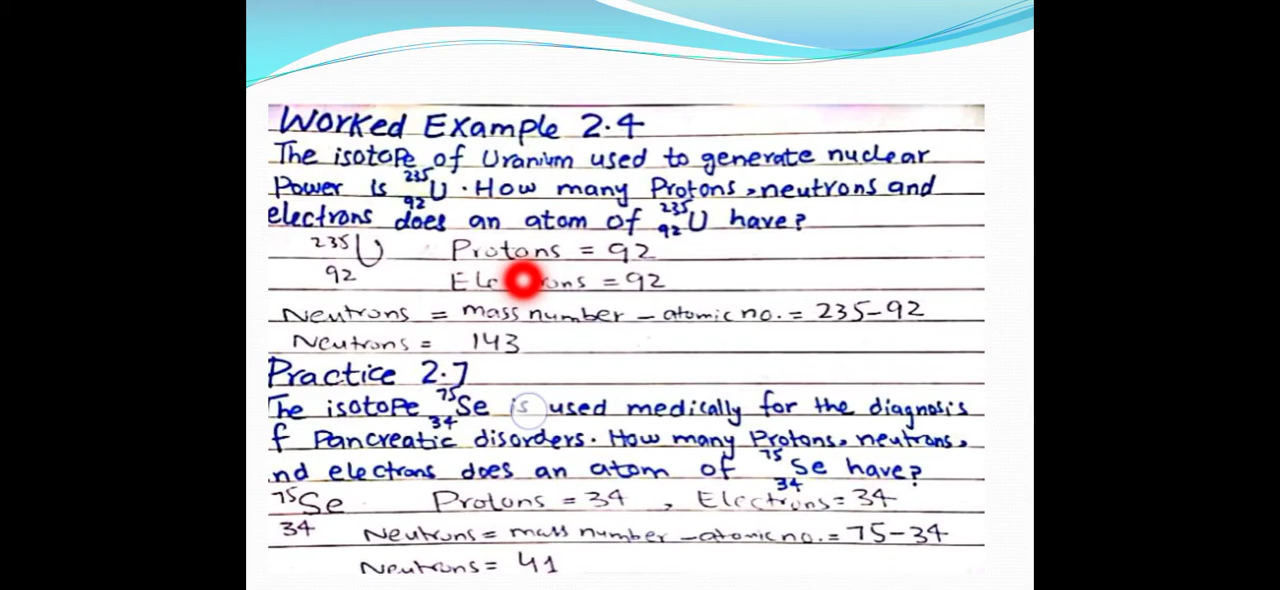 Worked Example 2.4
The isotope of Uranium used to generate nuclear
Power is ²³⁵₉₂U. How many Protons, neutrons and
electrons does an atom of ²³⁵₉₂U have?
²³⁵₉₂U Protons = 92
Electrons = 92
Neutrons = mass number - atomic no. = 235-92
Neutrons = 143
Practice 2.7
The isotope ⁷⁵₃₄Se is used medically for the diagnosis
f Pancreatic disorders. How many Protons, neutrons,
nd electrons does an atom of ⁷⁵₃₄Se have?
⁷⁵₃₄Se Protons = 34, Electrons = 34
Neutrons = mass number - atomic no. = 75-34
Neutrons = 41